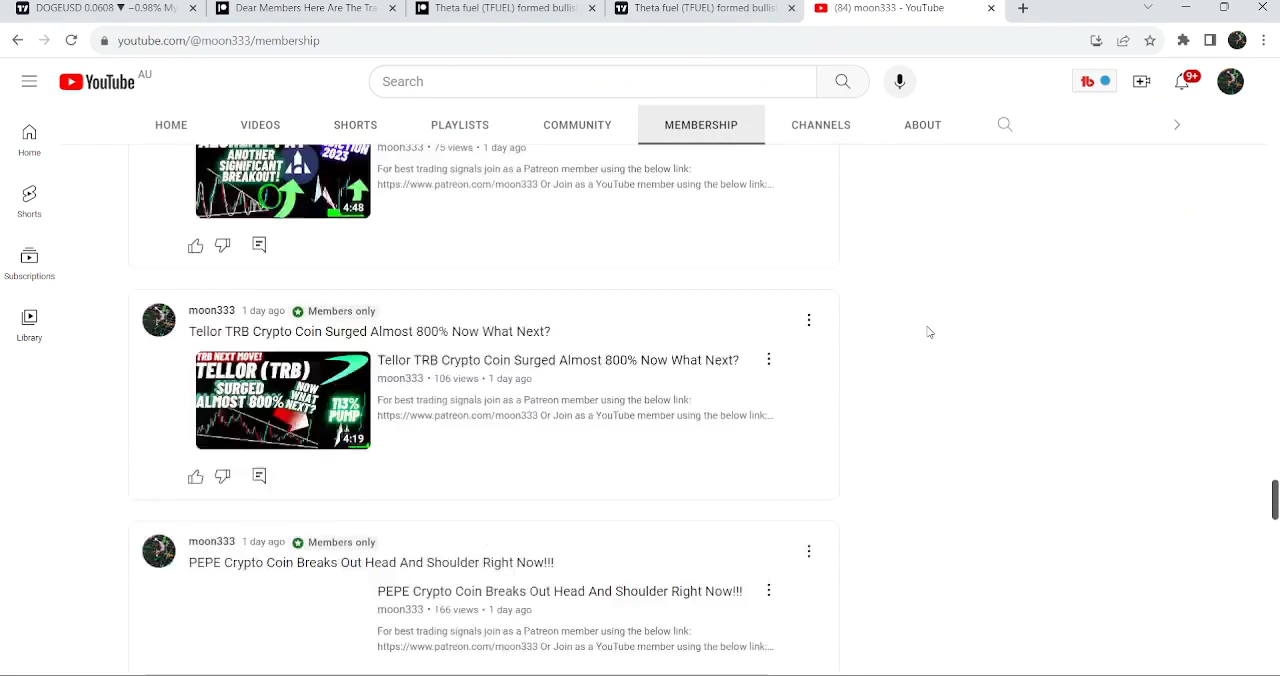 DOGEUSD 0.0608 ▼ −0.98% My
Dear Members Here Are The Tra
Theta fuel (TFUEL) formed bullish
Theta fuel (TFUEL) formed bullish
(84) moon333 - YouTube
youtube.com/@moon333/membership
YouTube AU
Search
9+
HOME
VIDEOS
SHORTS
PLAYLISTS
COMMUNITY
MEMBERSHIP
CHANNELS
ABOUT
Home
Shorts
Subscriptions
Library
ANOTHER
SIGNIFICANT
BREAKOUT!
2023
4:48
moon333 • 75 views • 1 day ago
For best trading signals join as a Patreon member using the below link:
https://www.patreon.com/moon333 Or Join as a YouTube member using the below link:...
moon333 1 day ago Members only
Tellor TRB Crypto Coin Surged Almost 800% Now What Next?
TRB NEXT MOVE!
TELLOR (TRB)
SURGED
ALMOST 800%
NOW
WHAT
NEXT?
113%
PUMP
4:19
Tellor TRB Crypto Coin Surged Almost 800% Now What Next?
moon333 • 106 views • 1 day ago
For best trading signals join as a Patreon member using the below link:
https://www.patreon.com/moon333 Or Join as a YouTube member using the below link:...
moon333 1 day ago Members only
PEPE Crypto Coin Breaks Out Head And Shoulder Right Now!!!
PEPE Crypto Coin Breaks Out Head And Shoulder Right Now!!!
moon333 • 166 views • 1 day ago
For best trading signals join as a Patreon member using the below link:
https://www.patreon.com/moon333 Or Join as a YouTube member using the below link:...